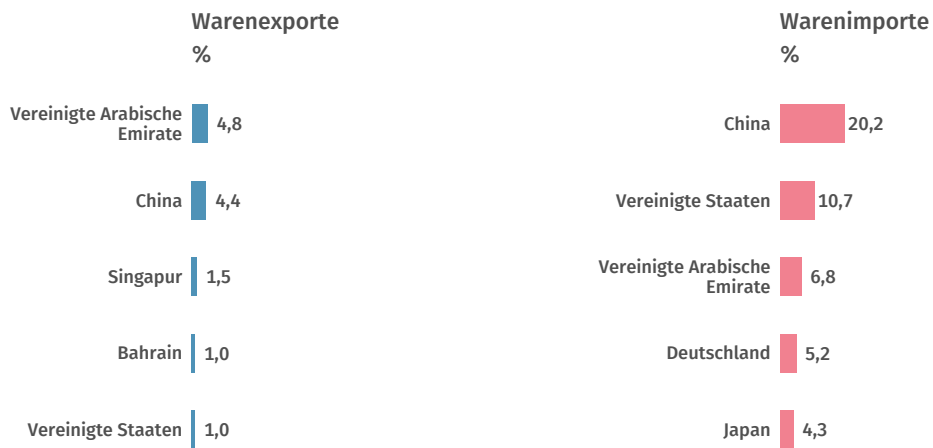 Warenexporte
%
Vereinigte Arabische
Emirate
4,8
China
4,4
Singapur
1,5
Bahrain
1,0
Vereinigte Staaten
1,0
Warenimporte
%
China
20,2
Vereinigte Staaten
10,7
Vereinigte Arabische
Emirate
6,8
Deutschland
5,2
Japan
4,3